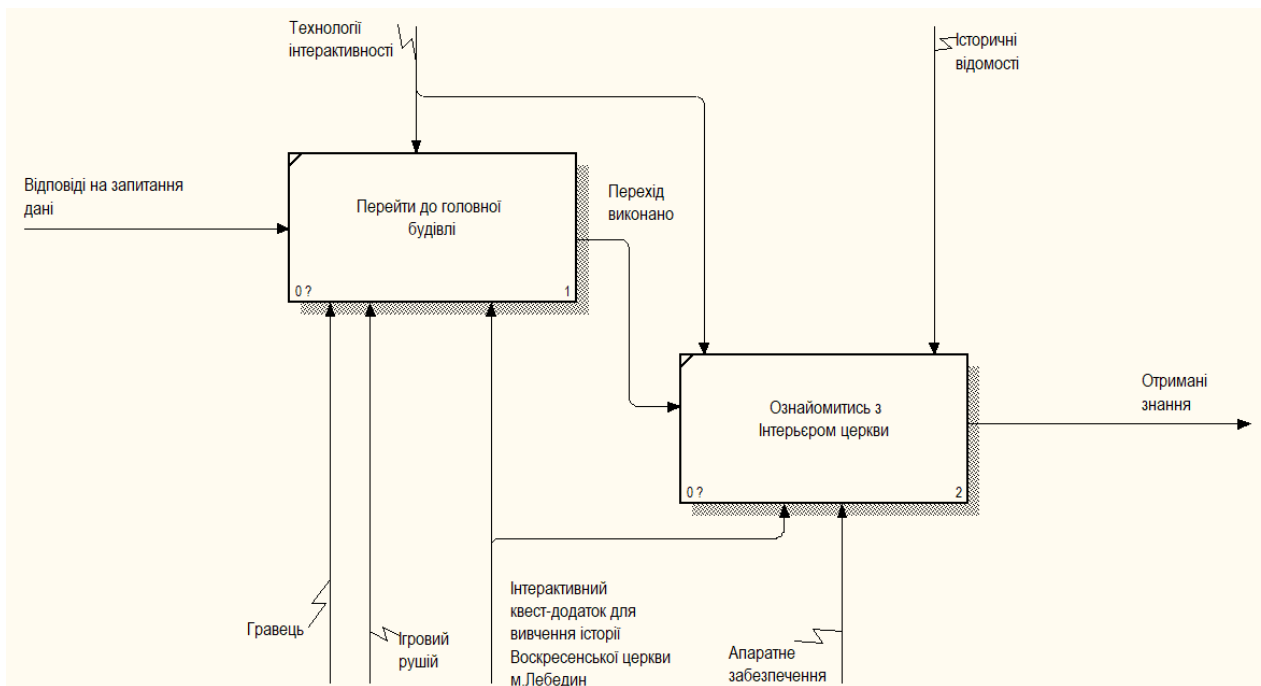 Технології
інтерактивності
Історичні
відомості
Відповіді на запитання
дані
Перейти до головної
будівлі
0 ?
1
Перехід
виконано
Ознайомитись з
Інтерьєром церкви
0 ?
2
Отримані
знання
Гравець
Ігровий
рушій
Інтерактивний
квест-додаток для
вивчення історії
Воскресенської церкви
м.Лебедин
Апаратне
забезпечення